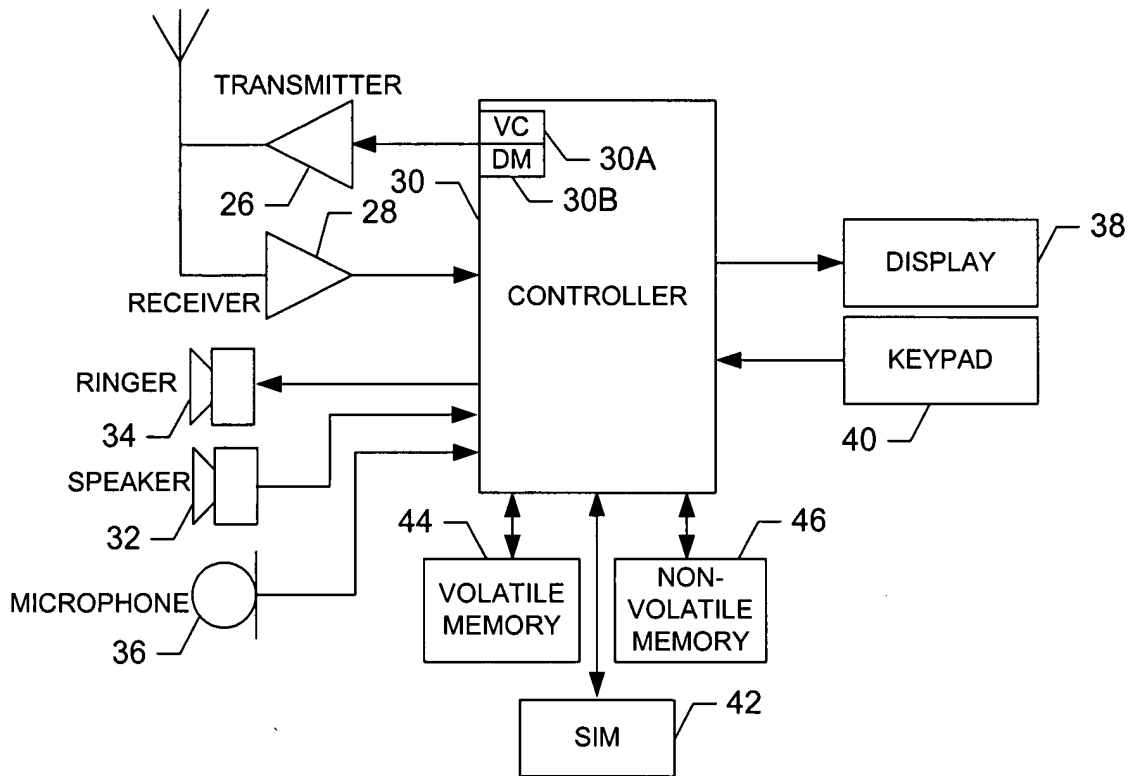 TRANSMITTER
26
28
RECEIVER
VC
DM
30A
30B
30
CONTROLLER
DISPLAY
38
KEYPAD
40
RINGER
34
SPEAKER
32
MICROPHONE
36
44
VOLATILE
MEMORY
46
NON-
VOLATILE
MEMORY
SIM
42